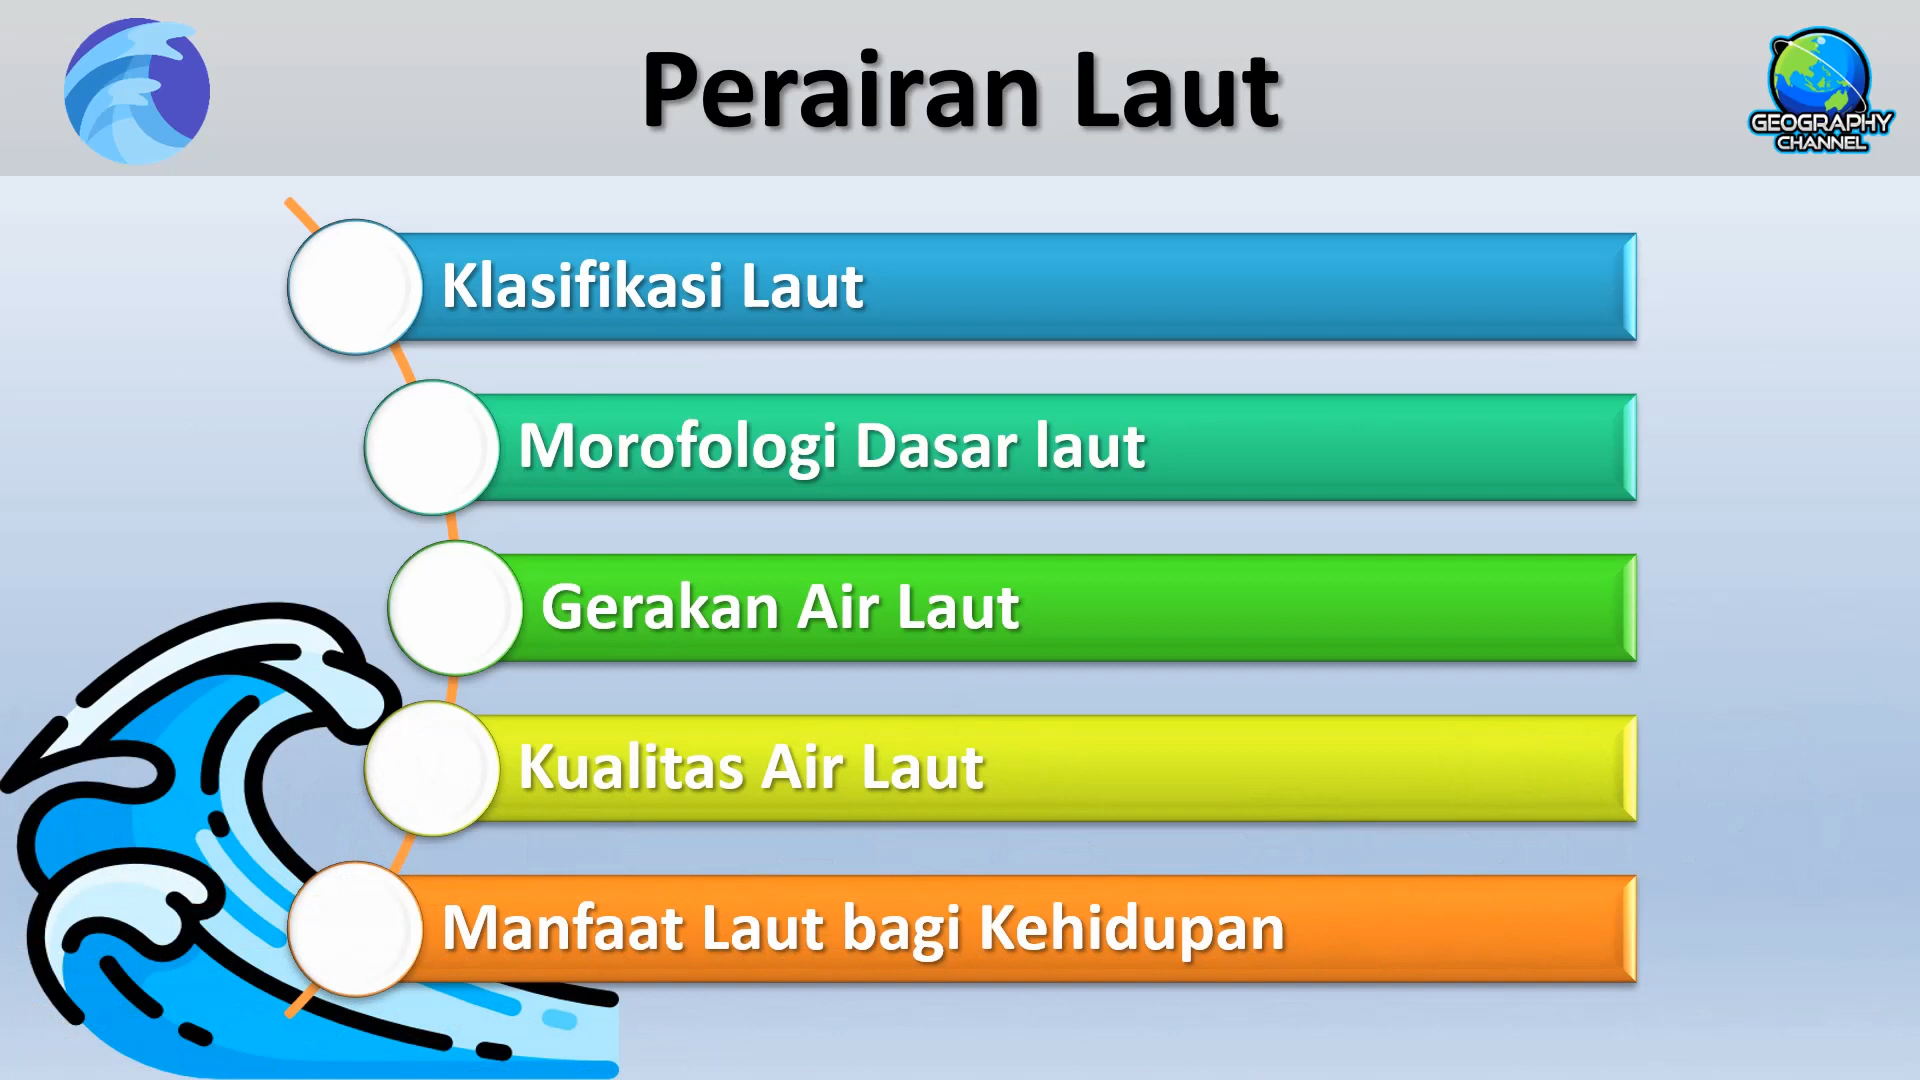 Perairan Laut
GEOGRAPHY
CHANNEL
Klasifikasi Laut
Morofologi Dasar laut
Gerakan Air Laut
Kualitas Air Laut
Manfaat Laut bagi Kehidupan